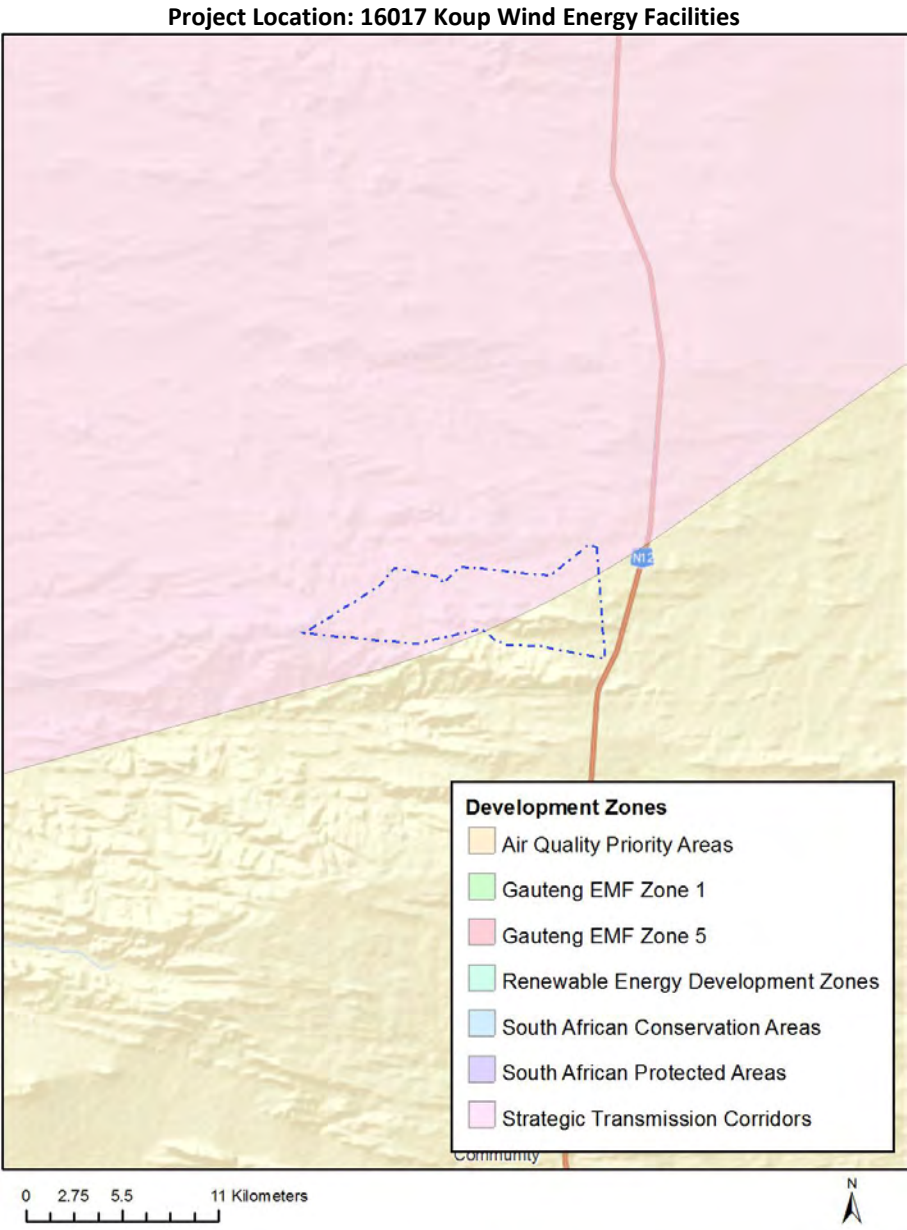 Project Location: 16017 Koup Wind Energy Facilities
N12
Development Zones
Air Quality Priority Areas
Gauteng EMF Zone 1
Gauteng EMF Zone 5
Renewable Energy Development Zones
South African Conservation Areas
South African Protected Areas
Strategic Transmission Corridors
Community
0 2.75 5.5 11 Kilometers
N